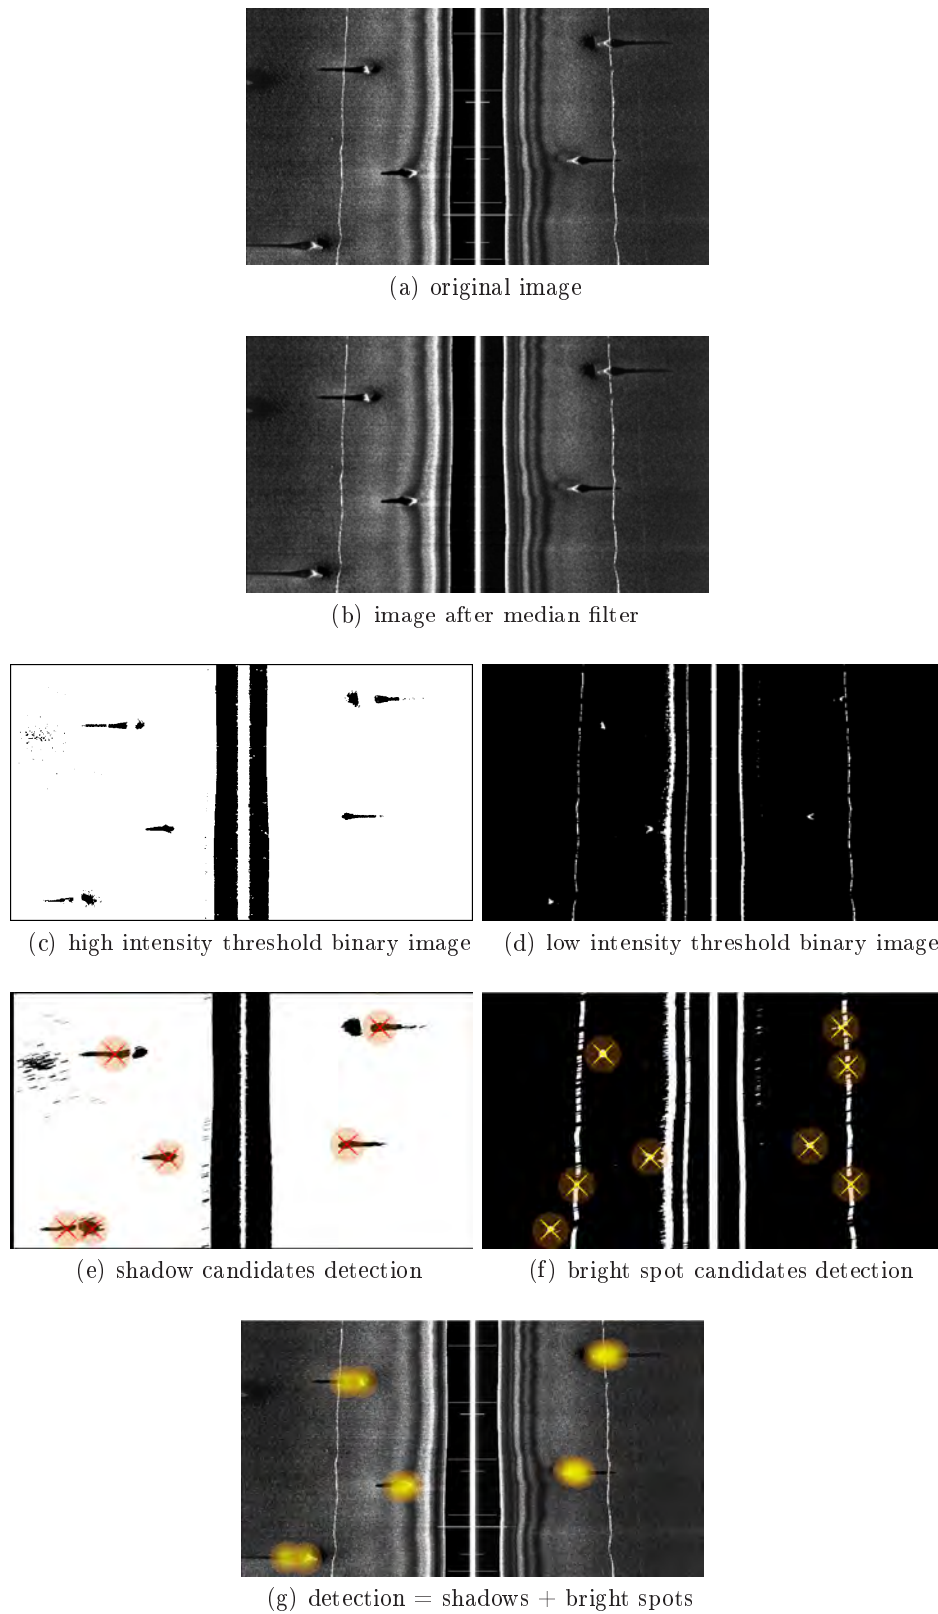 (a) original image
(b) image after median filter
(c) high intensity threshold binary image
(d) low intensity threshold binary image
(e) shadow candidates detection
(f) bright spot candidates detection
(g) detection = shadows + bright spots